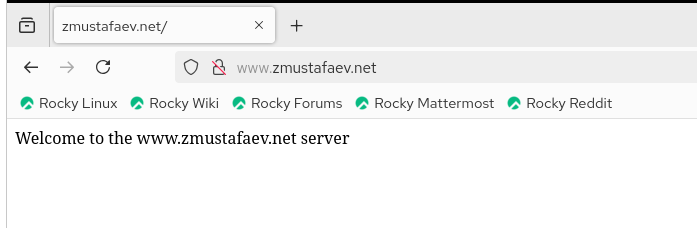 zmustafaev.net/
www.zmustafaev.net
Rocky Linux Rocky Wiki Rocky Forums Rocky Mattermost Rocky Reddit
Welcome to the www.zmustafaev.net server